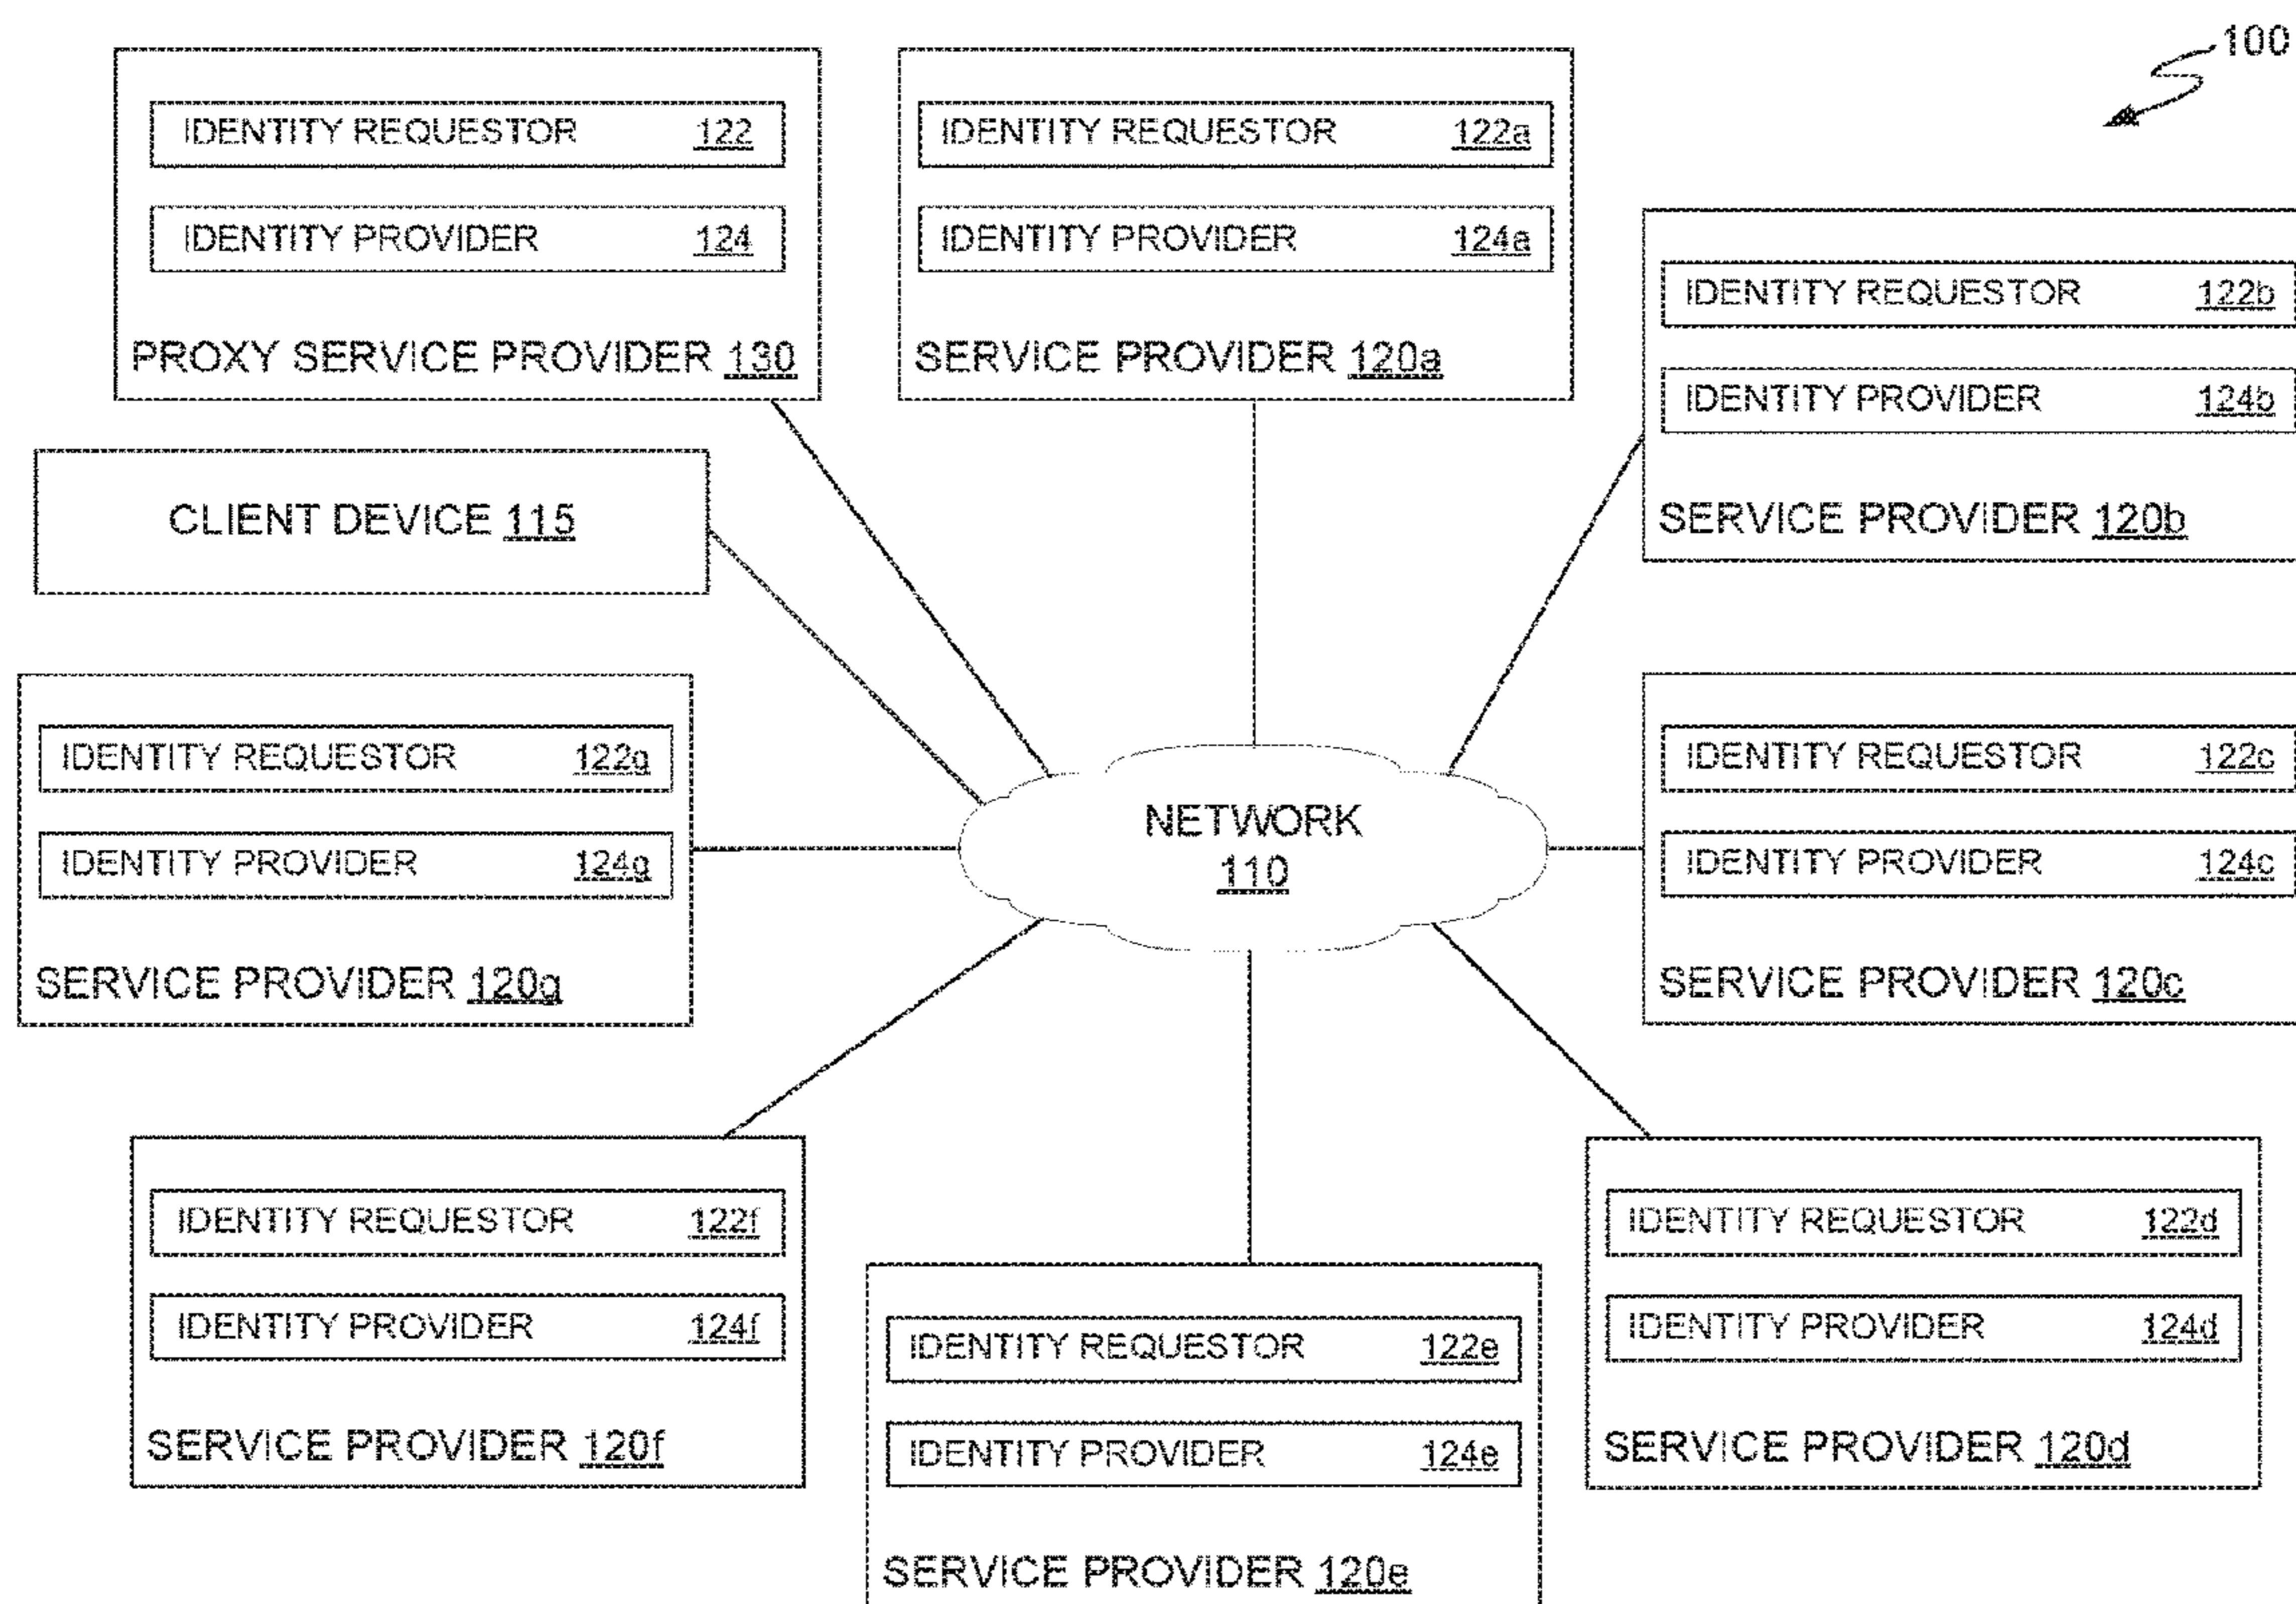 100
IDENTITY REQUESTOR 122
IDENTITY PROVIDER 124
PROXY SERVICE PROVIDER 130
IDENTITY REQUESTOR 122a
IDENTITY PROVIDER 124a
SERVICE PROVIDER 120a
IDENTITY REQUESTOR 122b
IDENTITY PROVIDER 124b
SERVICE PROVIDER 120b
CLIENT DEVICE 115
IDENTITY REQUESTOR 122g
IDENTITY PROVIDER 124g
SERVICE PROVIDER 120g
NETWORK
110
IDENTITY REQUESTOR 122c
IDENTITY PROVIDER 124c
SERVICE PROVIDER 120c
IDENTITY REQUESTOR 122f
IDENTITY PROVIDER 124f
SERVICE PROVIDER 120f
IDENTITY REQUESTOR 122e
IDENTITY PROVIDER 124e
SERVICE PROVIDER 120e
IDENTITY REQUESTOR 122d
IDENTITY PROVIDER 124d
SERVICE PROVIDER 120d